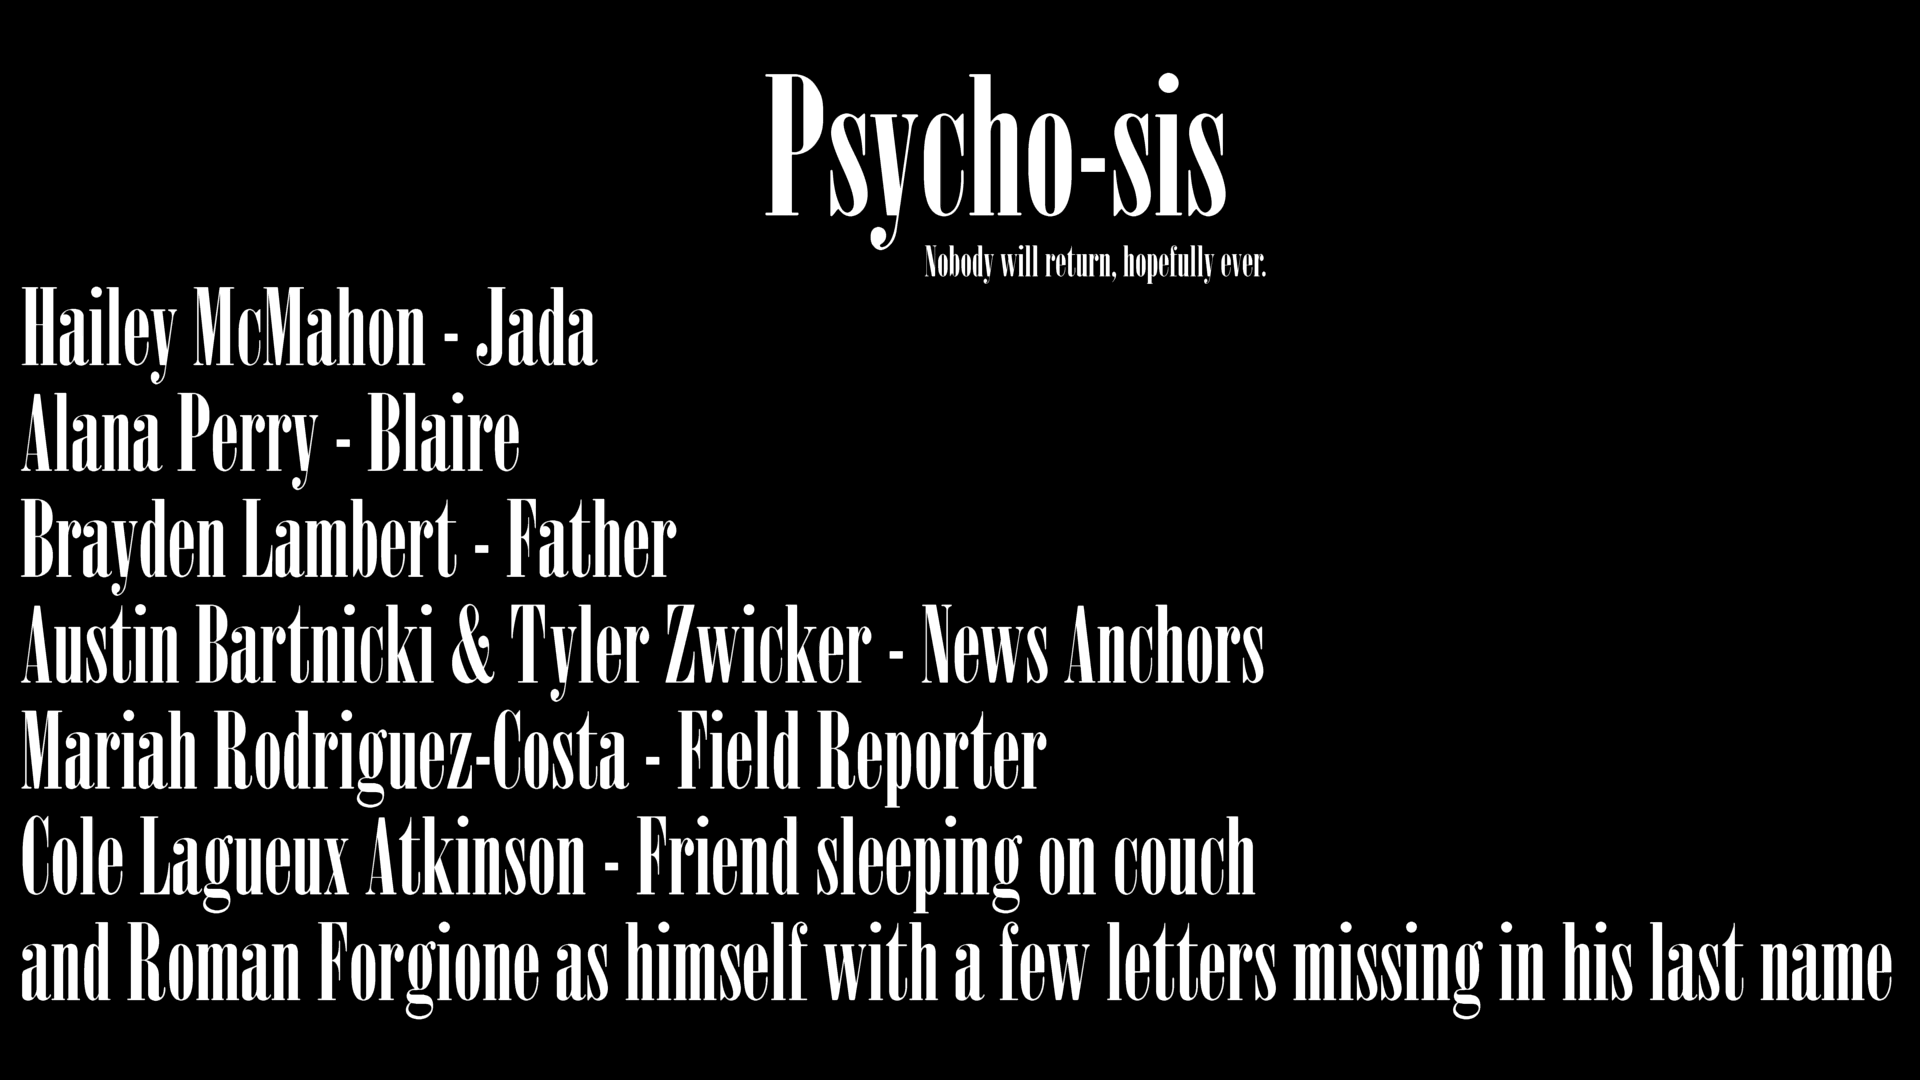 Psycho-sis
Nobody will return, hopefully ever.
Hailey McMahon - Jada
Alana Perry - Blaire
Brayden Lambert - Father
Austin Bartnicki & Tyler Zwicker - News Anchors
Mariah Rodriguez-Costa - Field Reporter
Cole Lagueux Atkinson - Friend sleeping on couch
and Roman Forgione as himself with a few letters missing in his last name